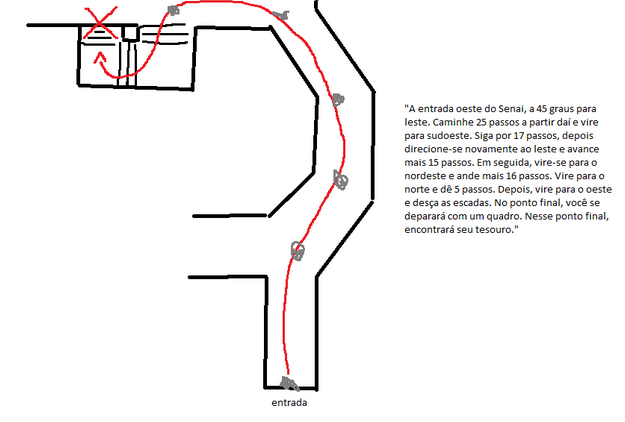 "A entrada oeste do Senai, a 45 graus para
leste. Caminhe 25 passos a partir daí e vire
para sudoeste. Siga por 17 passos, depois
direcione-se novamente ao leste e avance
mais 15 passos. Em seguida, vire-se para o
nordeste e ande mais 16 passos. Vire para o
norte e dê 5 passos. Depois, vire para o oeste
e desça as escadas. No ponto final, você se
deparará com um quadro. Nesse ponto final,
encontrará seu tesouro."
entrada